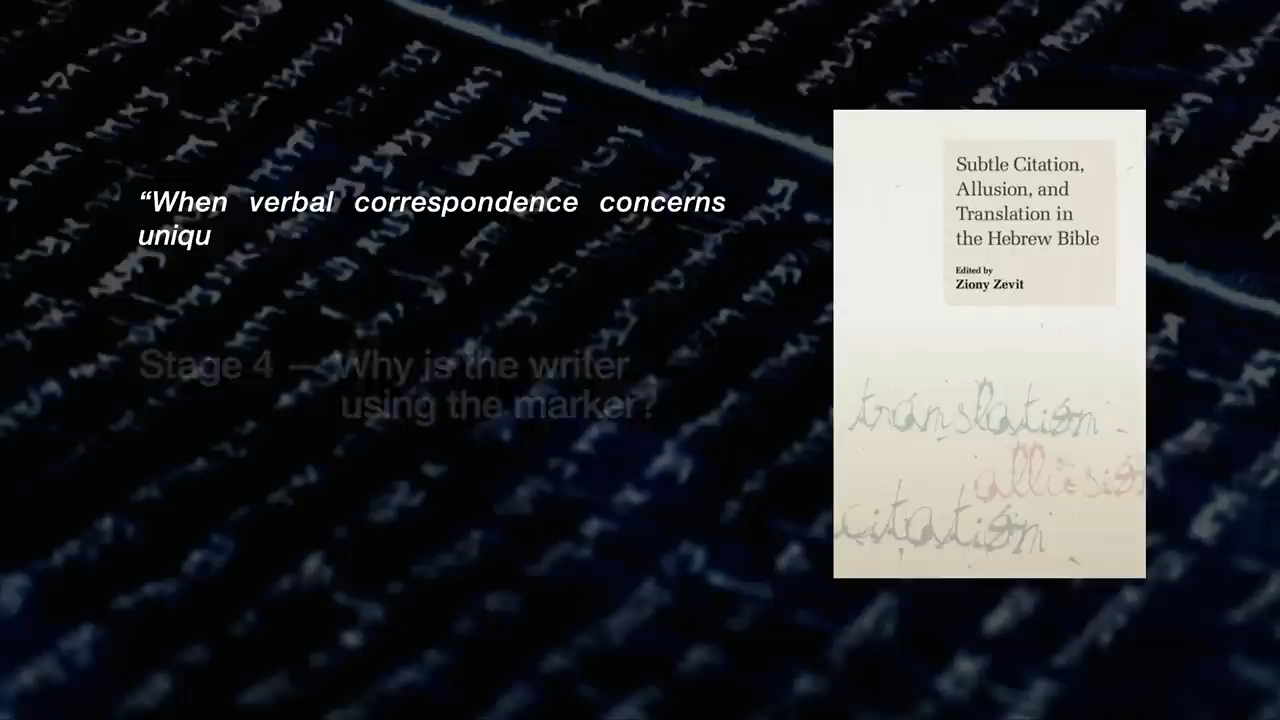 “When verbal correspondence concerns
uniqu
Stage 4 — Why is the writer
using the marker?
Subtle Citation,
Allusion, and
Translation in
the Hebrew Bible
Edited by
Ziony Zevit
translation
allusion
citation